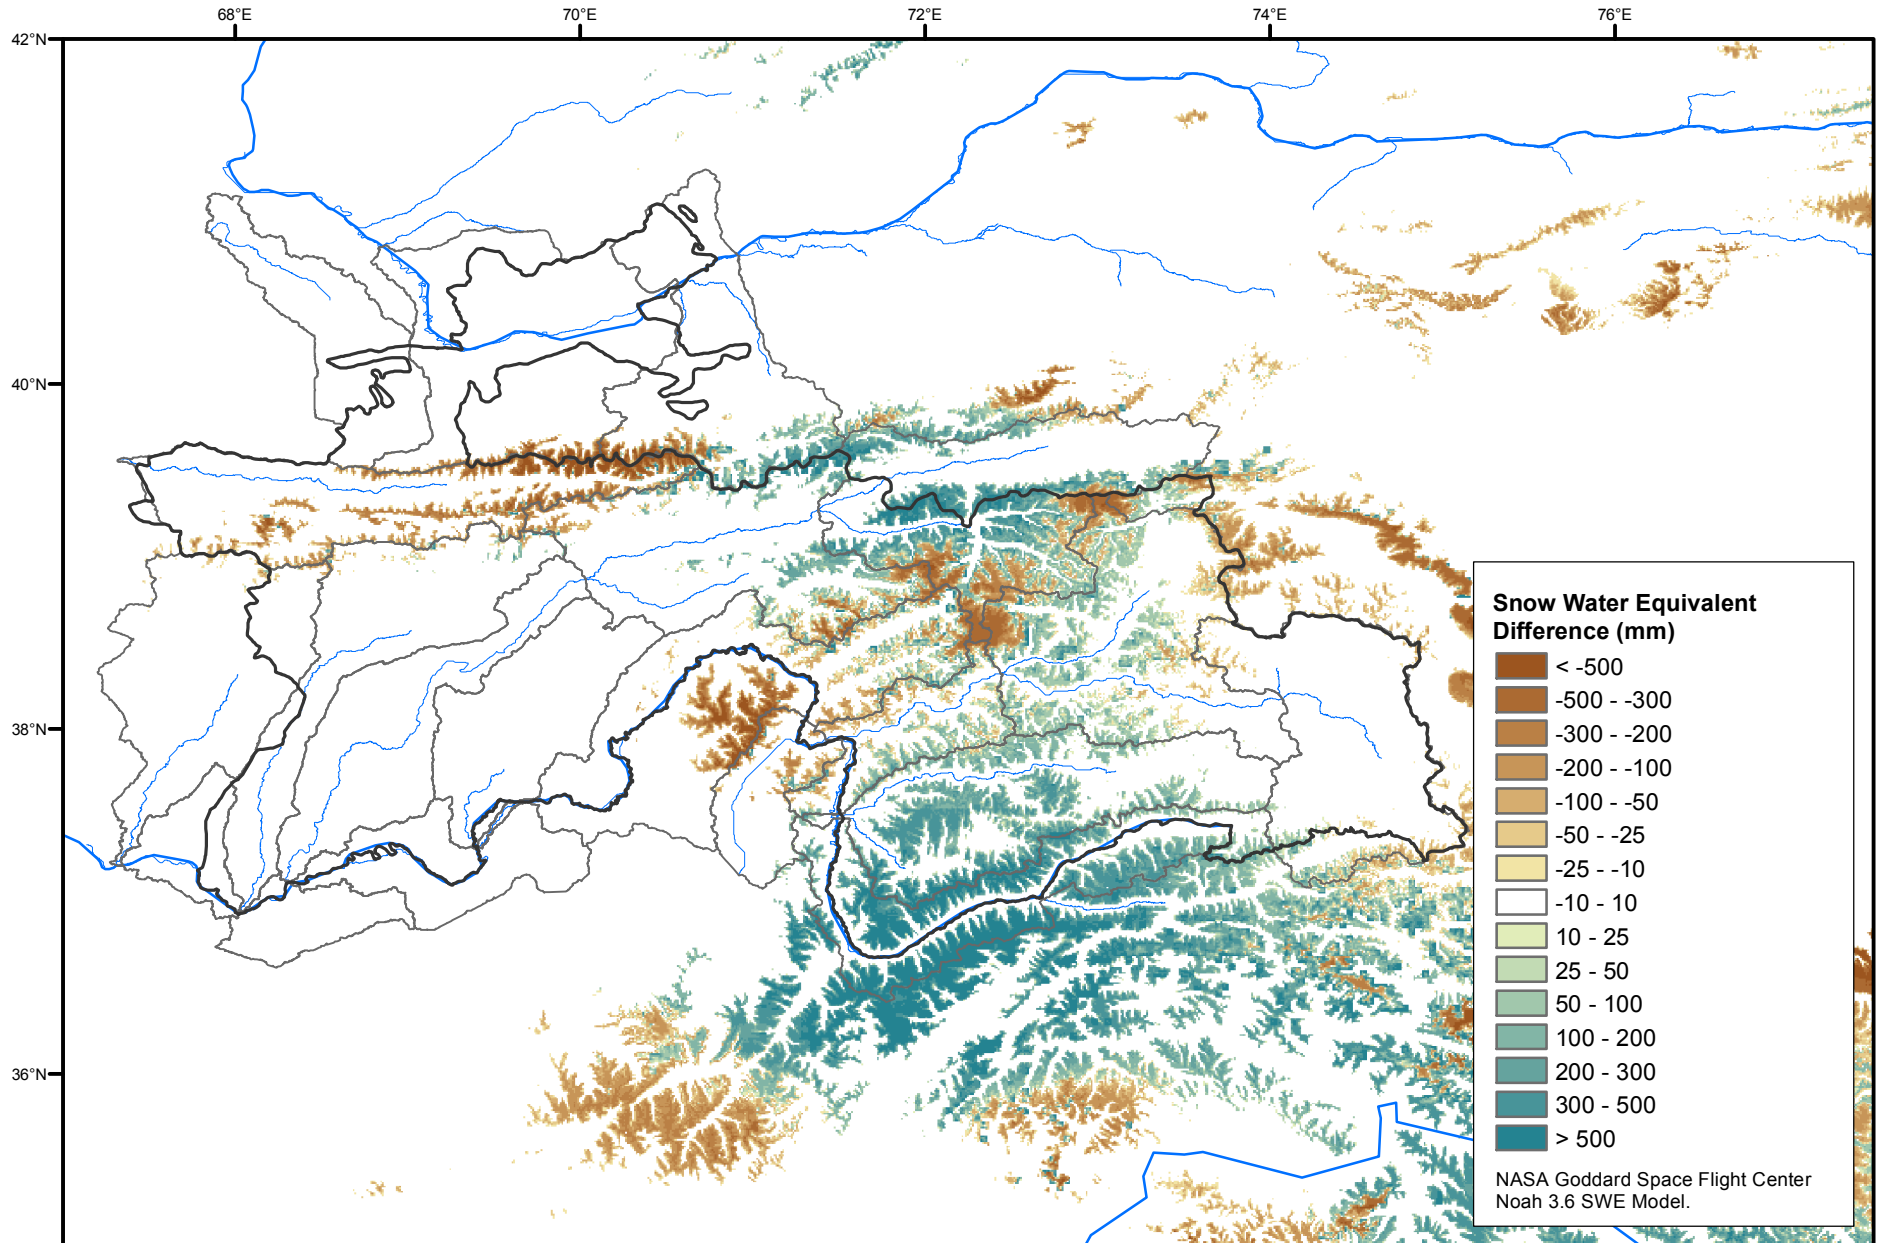 68°E 70°E 72°E 74°E 76°E
42°N
40°N
38°N
36°N
Snow Water Equivalent
Difference (mm)
< -500
-500 - -300
-300 - -200
-200 - -100
-100 - -50
-50 - -25
-25 - -10
-10 - 10
10 - 25
25 - 50
50 - 100
100 - 200
200 - 300
300 - 500
> 500
NASA Goddard Space Flight Center
Noah 3.6 SWE Model.